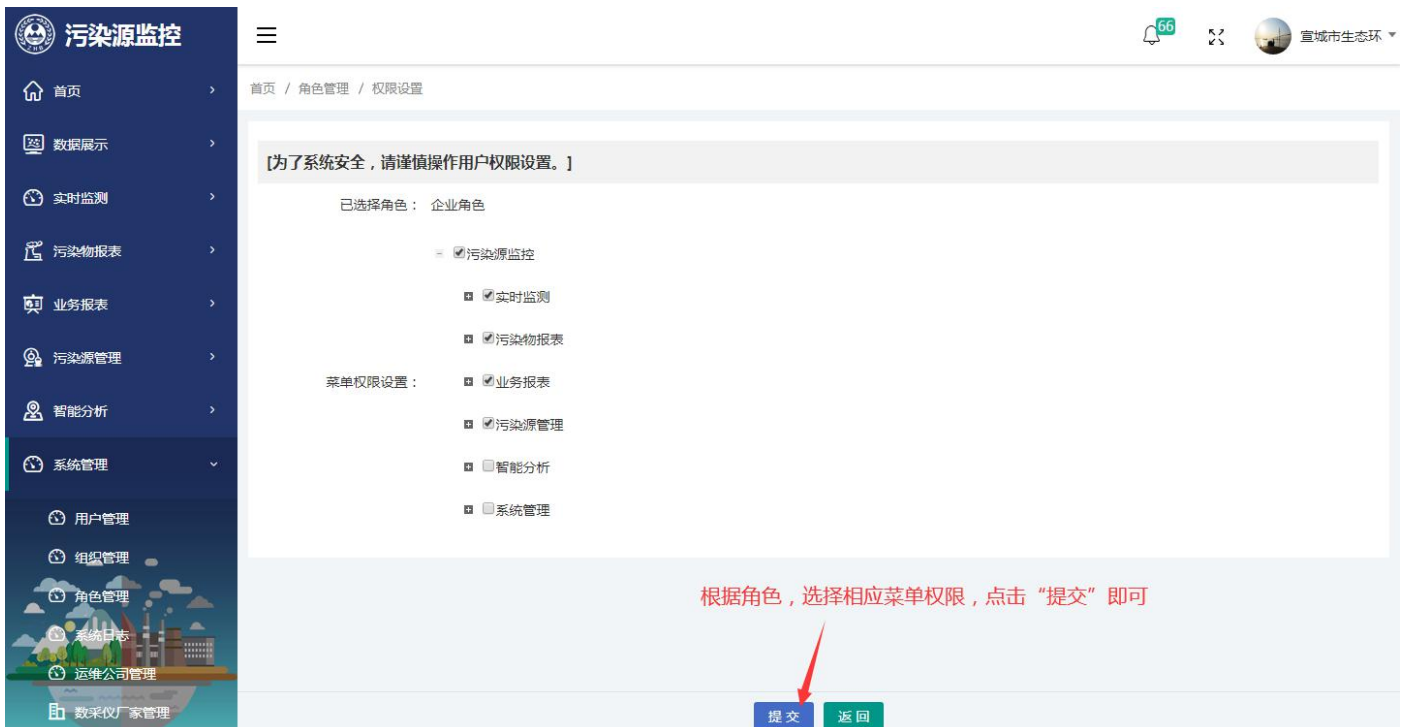 污染源监控
66
宣城市生态环
首页
首页 / 角色管理 / 权限设置
数据展示
[为了系统安全，请谨慎操作用户权限设置。]
实时监测
已选择角色： 企业角色
污染物报表
污染源监控
实时监测
业务报表
污染物报表
污染源管理
菜单权限设置：
业务报表
智能分析
污染源管理
系统管理
智能分析
系统管理
用户管理
组织管理
角色管理
根据角色，选择相应菜单权限，点击“提交”即可
系统日志
运维公司管理
数采仪厂家管理
提交 返回